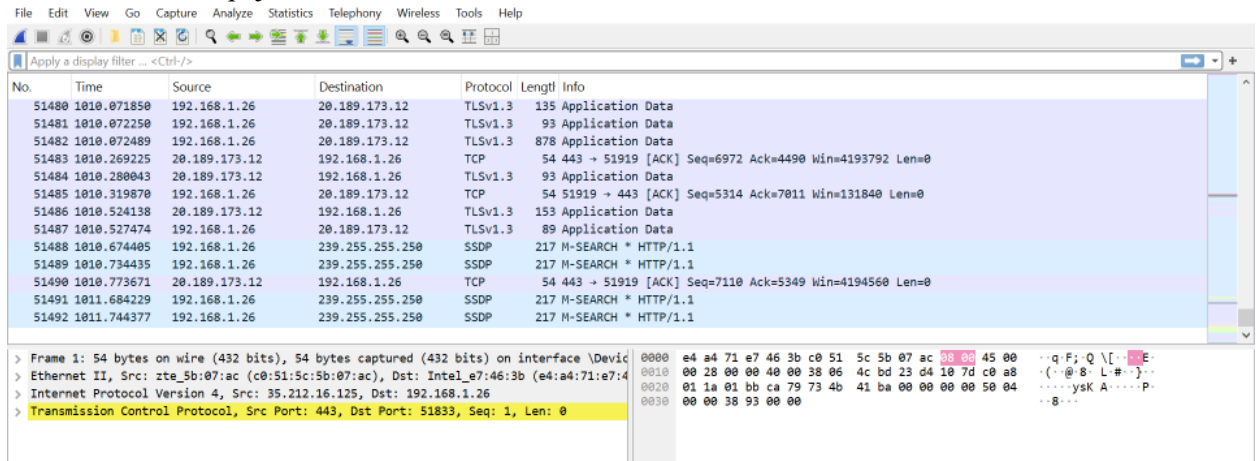 File Edit View Go Capture Analyze Statistics Telephony Wireless Tools Help
Apply a display filter ... <Ctrl-/>
No. Time Source Destination Protocol Length Info
51480 1010.071850 192.168.1.26 20.189.173.12 TLSv1.3 135 Application Data
51481 1010.072250 192.168.1.26 20.189.173.12 TLSv1.3 93 Application Data
51482 1010.072489 192.168.1.26 20.189.173.12 TLSv1.3 878 Application Data
51483 1010.269225 20.189.173.12 192.168.1.26 TCP 54 443 → 51919 [ACK] Seq=6972 Ack=4490 Win=4193792 Len=0
51484 1010.280043 20.189.173.12 192.168.1.26 TLSv1.3 93 Application Data
51485 1010.319870 192.168.1.26 20.189.173.12 TCP 54 51919 → 443 [ACK] Seq=5314 Ack=7011 Win=131840 Len=0
51486 1010.524138 20.189.173.12 192.168.1.26 TLSv1.3 153 Application Data
51487 1010.527474 192.168.1.26 20.189.173.12 TLSv1.3 89 Application Data
51488 1010.674405 192.168.1.26 239.255.255.250 SSDP 217 M-SEARCH * HTTP/1.1
51489 1010.734435 192.168.1.26 239.255.255.250 SSDP 217 M-SEARCH * HTTP/1.1
51490 1010.773671 20.189.173.12 192.168.1.26 TCP 54 443 → 51919 [ACK] Seq=7110 Ack=5349 Win=4194560 Len=0
51491 1011.684229 192.168.1.26 239.255.255.250 SSDP 217 M-SEARCH * HTTP/1.1
51492 1011.744377 192.168.1.26 239.255.255.250 SSDP 217 M-SEARCH * HTTP/1.1
> Frame 1: 54 bytes on wire (432 bits), 54 bytes captured (432 bits) on interface \Devic
> Ethernet II, Src: zte_5b:07:ac (c0:51:5c:5b:07:ac), Dst: Intel_e7:46:3b (e4:a4:71:e7:4
> Internet Protocol Version 4, Src: 35.212.16.125, Dst: 192.168.1.26
> Transmission Control Protocol, Src Port: 443, Dst Port: 51833, Seq: 1, Len: 0
0000 e4 a4 71 e7 46 3b c0 51 5c 5b 07 ac 08 00 45 00 ··q·F;·Q \[····E·
0010 00 28 00 00 40 00 38 06 4c bd 23 d4 10 7d c0 a8 ·(··@·8· L·#··}··
0020 01 1a 01 bb ca 79 73 4b 41 ba 00 00 00 00 50 04 ·····ysK A·····P·
0030 00 00 38 93 00 00 ··8···